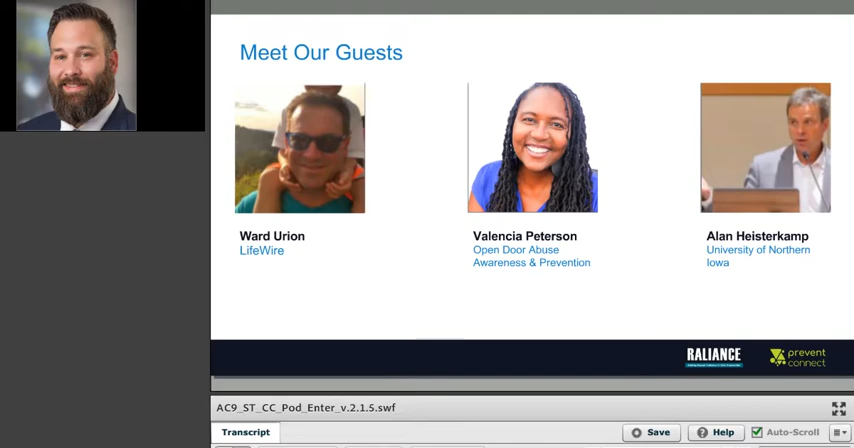 Meet Our Guests
Ward Urion
LifeWire
Valencia Peterson
Open Door Abuse
Awareness & Prevention
Alan Heisterkamp
University of Northern
Iowa
RALIANCE
prevent
connect
AC9_ST_CC_Pod_Enter_v.2.1.5.swf
Transcript
Save
Help
Auto-Scroll